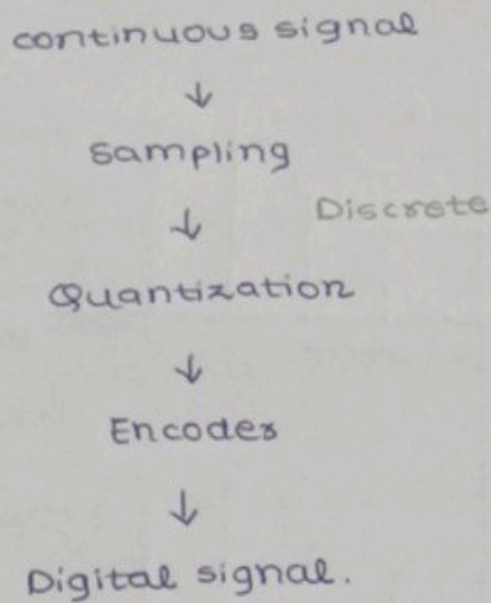 continuous signal
↓
Sampling
↓
Discrete
Quantization
↓
Encoder
↓
Digital signal.